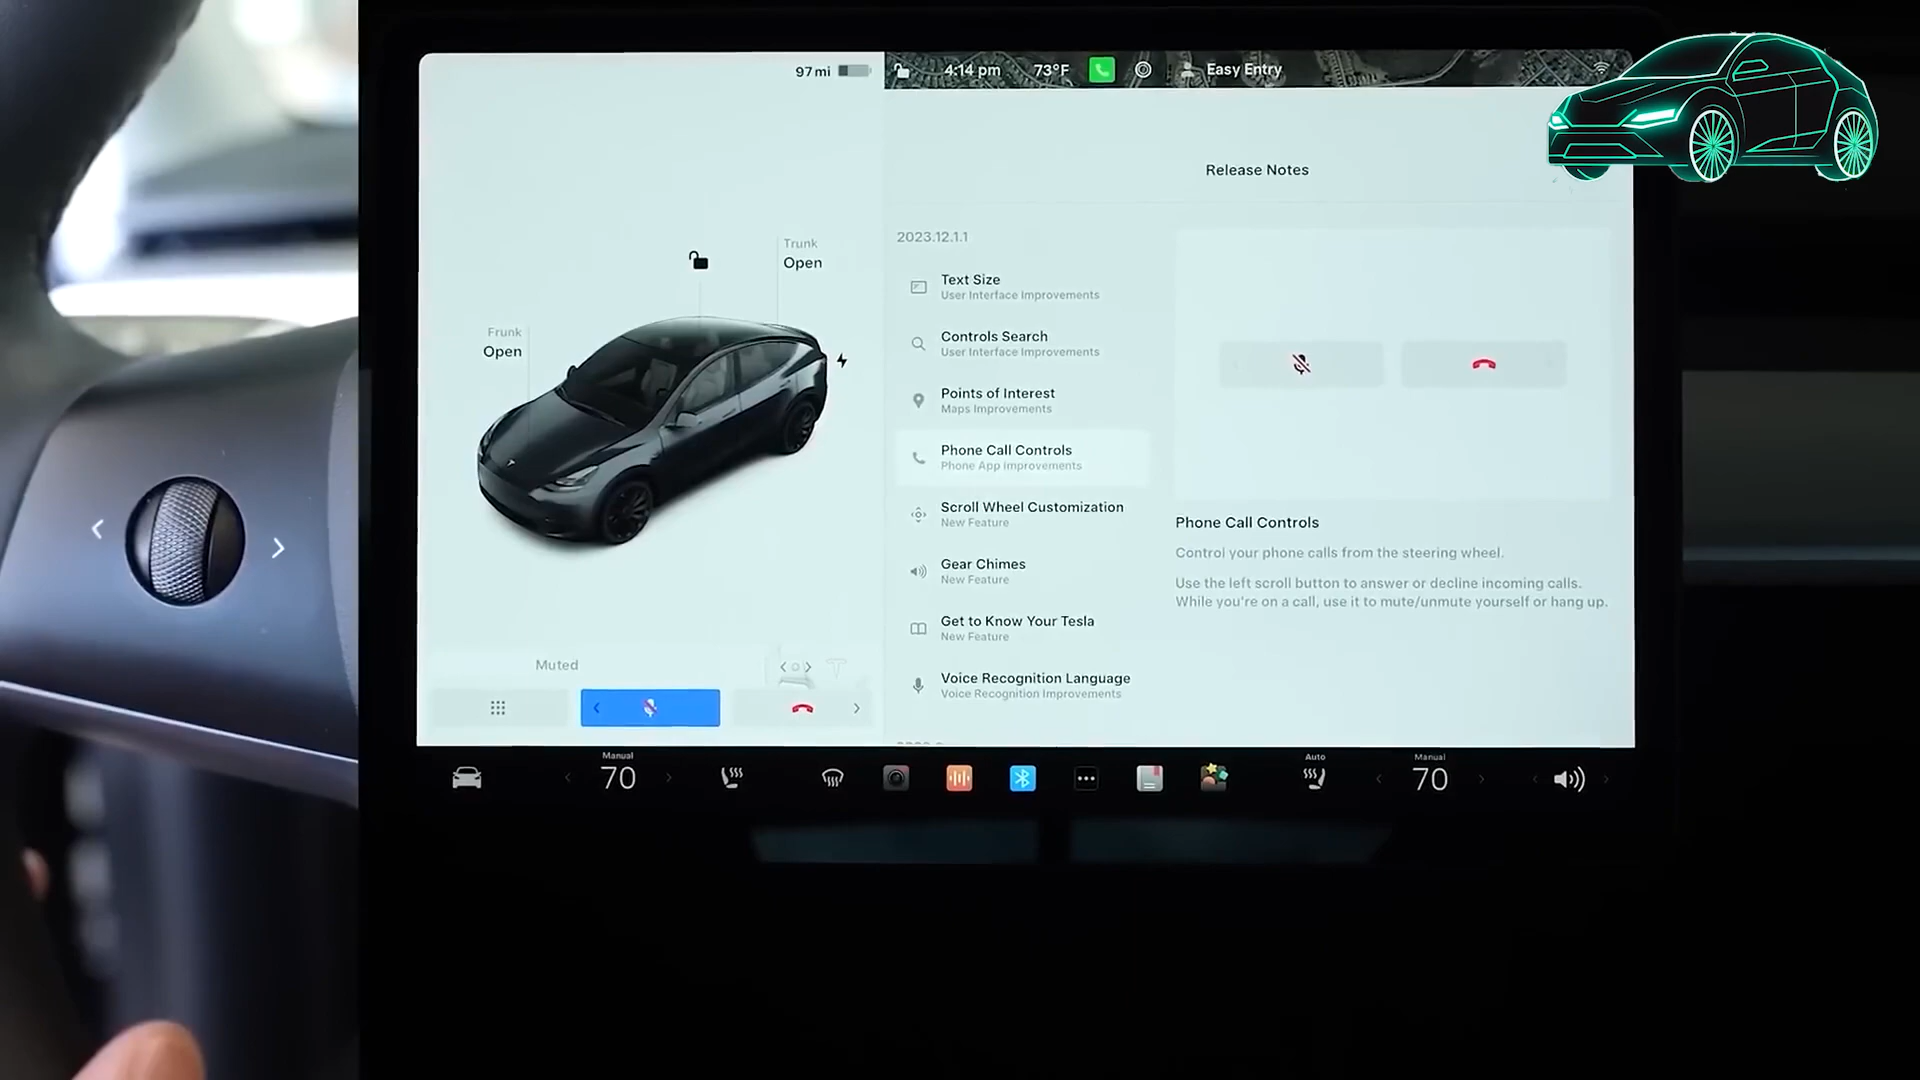 97 mi
4:14 pm
73°F
Easy Entry
Release Notes
Trunk
Open
Frunk
Open
Muted
2023.12.1.1
Text Size
User Interface Improvements
Controls Search
User Interface Improvements
Points of Interest
Maps Improvements
Phone Call Controls
Phone App Improvements
Scroll Wheel Customization
New Feature
Gear Chimes
New Feature
Get to Know Your Tesla
New Feature
Voice Recognition Language
Voice Recognition Improvements
Phone Call Controls
Control your phone calls from the steering wheel.
Use the left scroll button to answer or decline incoming calls.
While you're on a call, use it to mute/unmute yourself or hang up.
Manual
70
Auto
Manual
70